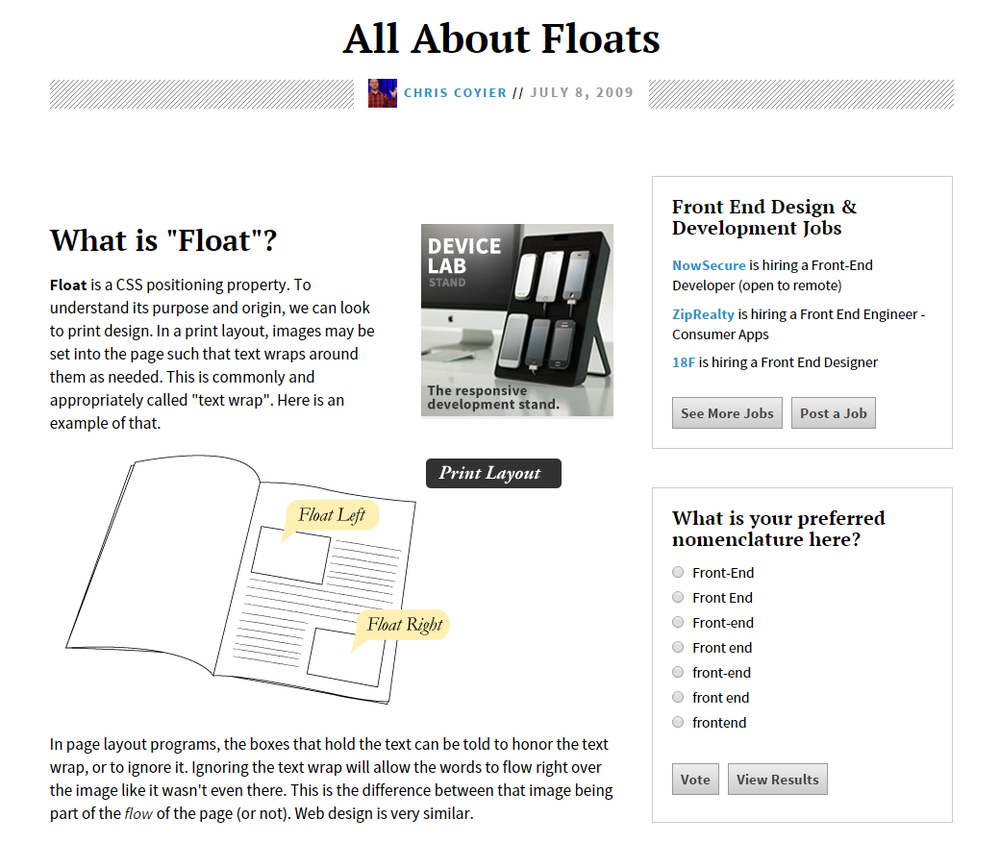 All About Floats
CHRIS COYIER // JULY 8, 2009
What is "Float"?
Float is a CSS positioning property. To
understand its purpose and origin, we can look
to print design. In a print layout, images may be
set into the page such that text wraps around
them as needed. This is commonly and
appropriately called "text wrap". Here is an
example of that.
DEVICE
LAB
STAND
The responsive
development stand.
Print Layout
Float Left
Float Right
In page layout programs, the boxes that hold the text can be told to honor the text
wrap, or to ignore it. Ignoring the text wrap will allow the words to flow right over
the image like it wasn't even there. This is the difference between that image being
part of the flow of the page (or not). Web design is very similar.
Front End Design &
Development Jobs
NowSecure is hiring a Front-End
Developer (open to remote)
ZipRealty is hiring a Front End Engineer -
Consumer Apps
18F is hiring a Front End Designer
See More Jobs Post a Job
What is your preferred
nomenclature here?
Front-End
Front End
Front-end
Front end
front-end
front end
frontend
Vote View Results